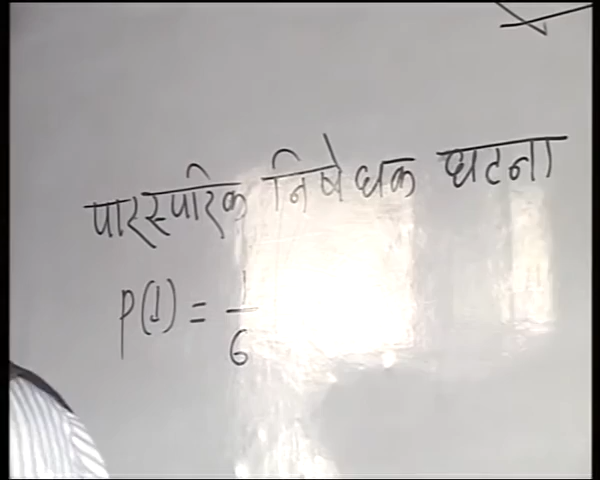 पारस्परिक निषेधक घटना
P(1) = 1/6